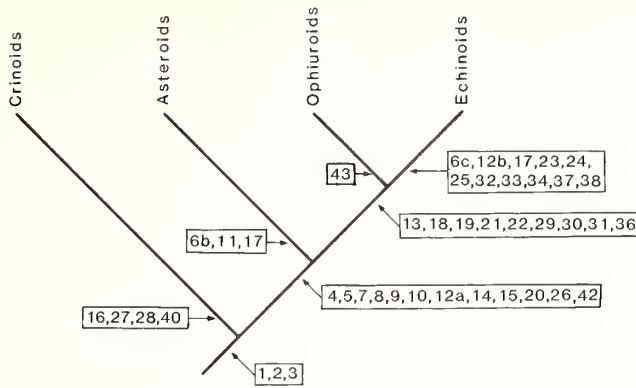 Crinoids
Asteroids
Ophiuroids
Echinoids
43
6c,12b,17,23,24,
25,32,33,34,37,38
13,18,19,21,22,29,30,31,36
6b,11,17
4,5,7,8,9,10,12a,14,15,20,26,42
16,27,28,40
1,2,3